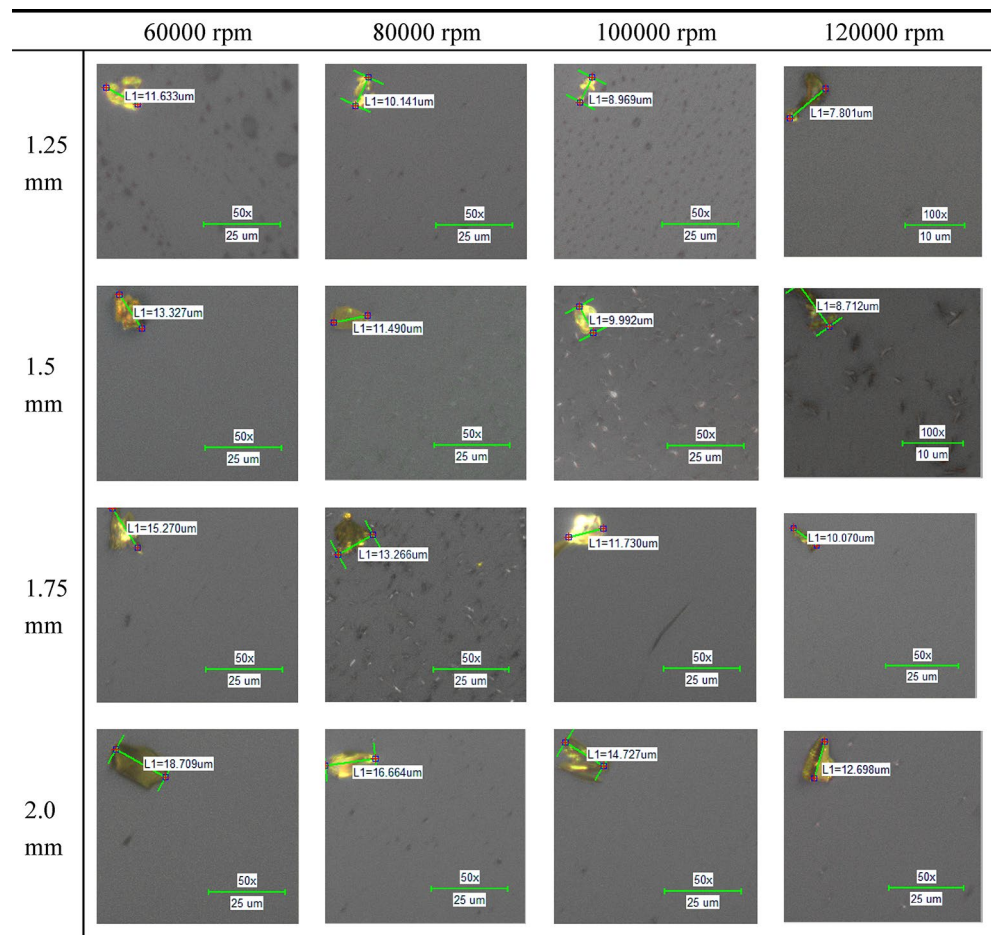 60000 rpm 80000 rpm 100000 rpm 120000 rpm
1.25 mm
L1=11.633um
50x
25 um
L1=10.141um
50x
25 um
L1=8.969um
50x
25 um
L1=7.801um
100x
10 um
1.5 mm
L1=13.327um
50x
25 um
L1=11.490um
50x
25 um
L1=9.992um
50x
25 um
L1=8.712um
100x
10 um
1.75 mm
L1=15.270um
50x
25 um
L1=13.266um
50x
25 um
L1=11.730um
50x
25 um
L1=10.070um
50x
25 um
2.0 mm
L1=18.709um
50x
25 um
L1=16.664um
50x
25 um
L1=14.727um
50x
25 um
L1=12.698um
50x
25 um